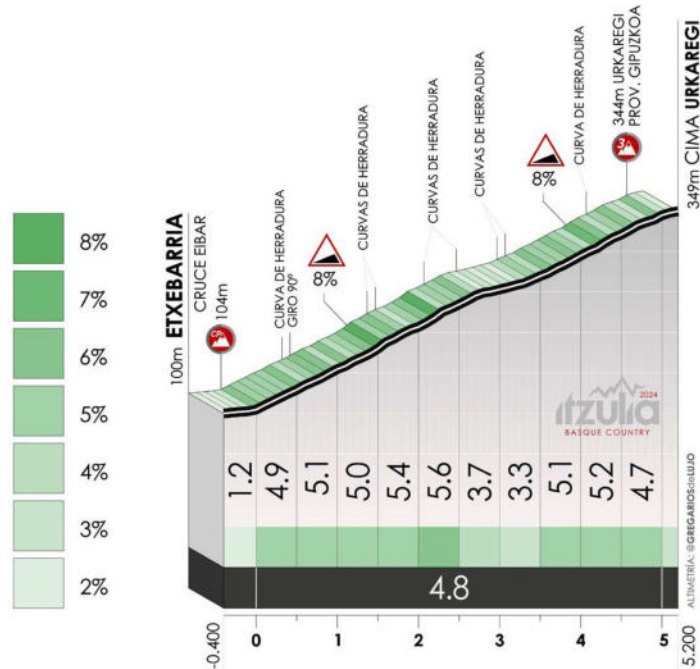 8%
7%
6%
5%
4%
3%
2%
100m ETXEBARRIA
CRUCE EIBAR
104m
CURVA DE HERRADURA
GIRO 90º
8%
CURVAS DE HERRADURA
CURVAS DE HERRADURA
CURVAS DE HERRADURA
8%
CURVA DE HERRADURA
3ª
344m URKAREGI
PROV. GIPUZKOA
349m CIMA URKAREGI
2024
itzulia
BASQUE COUNTRY
1.2 4.9 5.1 5.0 5.4 5.6 3.7 3.3 5.1 5.2 4.7
4.8
-0.400 0 1 2 3 4 5 5.200
ALTIMETRÍA: @GREGARIOSdeLUJO